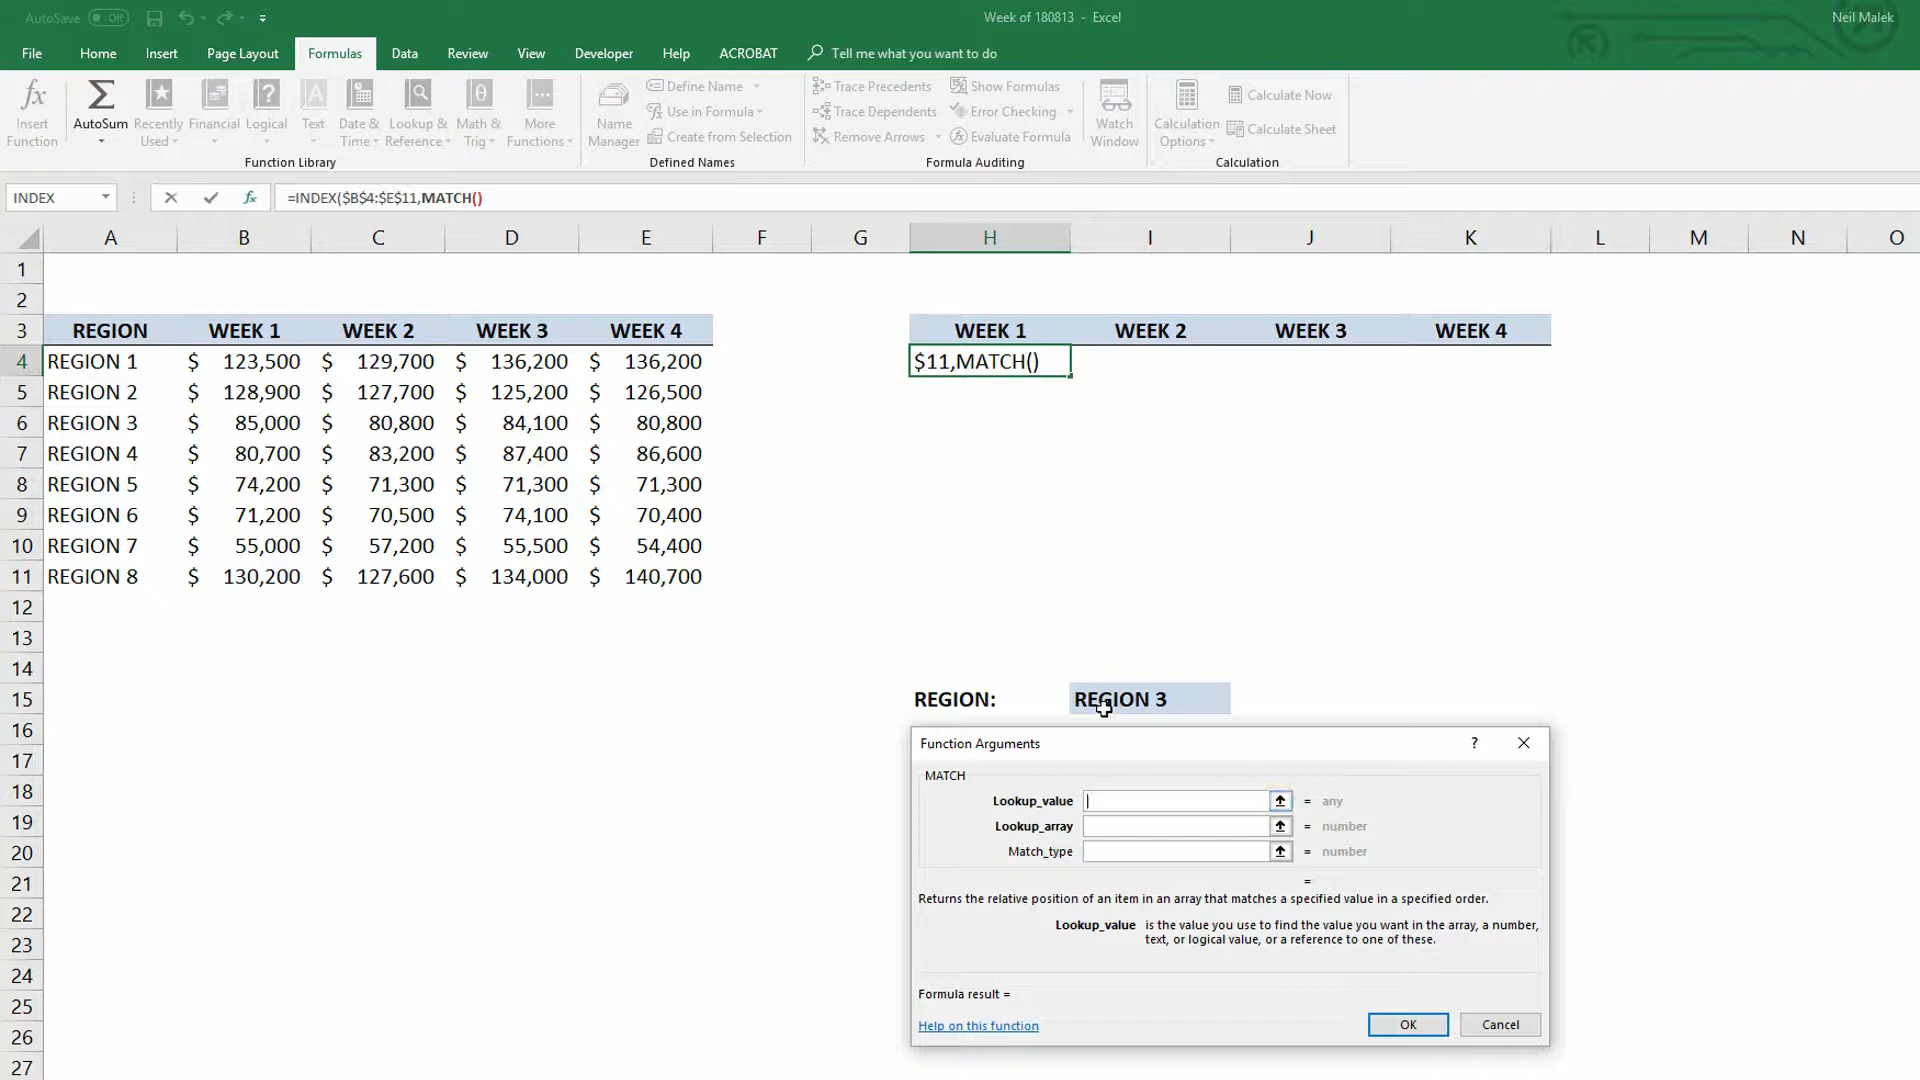 AutoSave Off Week of 180813 - Excel Neil Malek
File Home Insert Page Layout Formulas Data Review View Developer Help ACROBAT Tell me what you want to do
Insert Function
AutoSum
Recently Used
Financial
Logical
Text
Date & Time
Lookup & Reference
Math & Trig
More Functions
Function Library
Name Manager
Define Name
Use in Formula
Create from Selection
Defined Names
Trace Precedents
Trace Dependents
Remove Arrows
Show Formulas
Error Checking
Evaluate Formula
Formula Auditing
Watch Window
Calculation Options
Calculate Now
Calculate Sheet
Calculation
INDEX fx =INDEX($B$4:$E$11,MATCH()
A B C D E F G H I J K L M N O
1
2
3 REGION WEEK 1 WEEK 2 WEEK 3 WEEK 4 WEEK 1 WEEK 2 WEEK 3 WEEK 4
4 REGION 1 $ 123,500 $ 129,700 $ 136,200 $ 136,200 $11,MATCH()
5 REGION 2 $ 128,900 $ 127,700 $ 125,200 $ 126,500
6 REGION 3 $ 85,000 $ 80,800 $ 84,100 $ 80,800
7 REGION 4 $ 80,700 $ 83,200 $ 87,400 $ 86,600
8 REGION 5 $ 74,200 $ 71,300 $ 71,300 $ 71,300
9 REGION 6 $ 71,200 $ 70,500 $ 74,100 $ 70,400
10 REGION 7 $ 55,000 $ 57,200 $ 55,500 $ 54,400
11 REGION 8 $ 130,200 $ 127,600 $ 134,000 $ 140,700
12
13
14
15 REGION: REGION 3
16
17
18
19
20
21
22
23
24
25
26
27
Function Arguments ?
MATCH
Lookup_value = any
Lookup_array = number
Match_type = number
=
Returns the relative position of an item in an array that matches a specified value in a specified order.
Lookup_value is the value you use to find the value you want in the array, a number,
text, or logical value, or a reference to one of these.
Formula result =
Help on this function OK Cancel